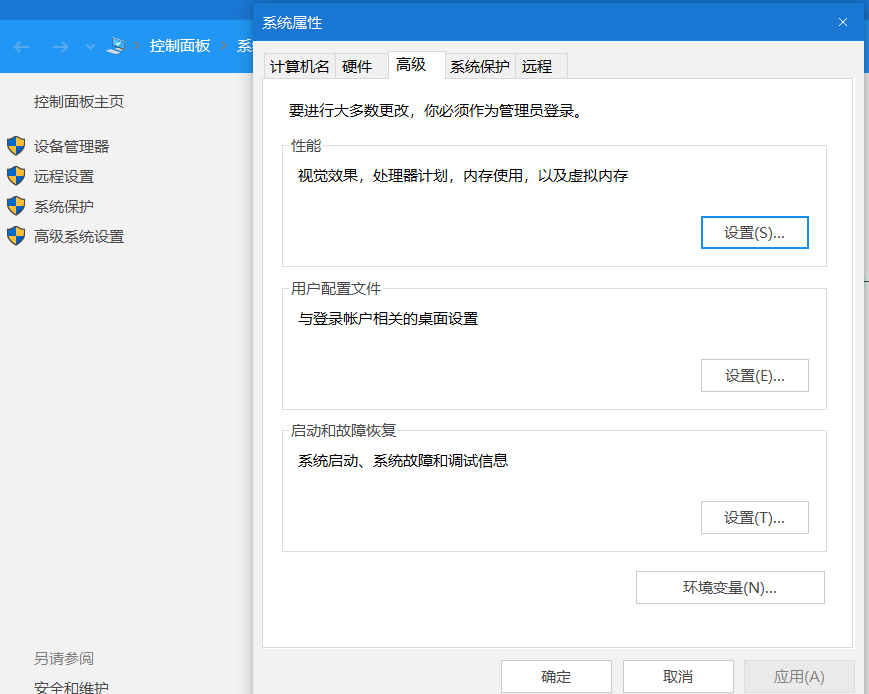 系统属性
控制面板
计算机名 硬件 高级 系统保护 远程
控制面板主页
要进行大多数更改，你必须作为管理员登录。
设备管理器
远程设置
系统保护
高级系统设置
性能
视觉效果，处理器计划，内存使用，以及虚拟内存
设置(S)...
用户配置文件
与登录帐户相关的桌面设置
设置(E)...
启动和故障恢复
系统启动、系统故障和调试信息
设置(T)...
环境变量(N)...
另请参阅
安全和维护
确定 取消 应用(A)